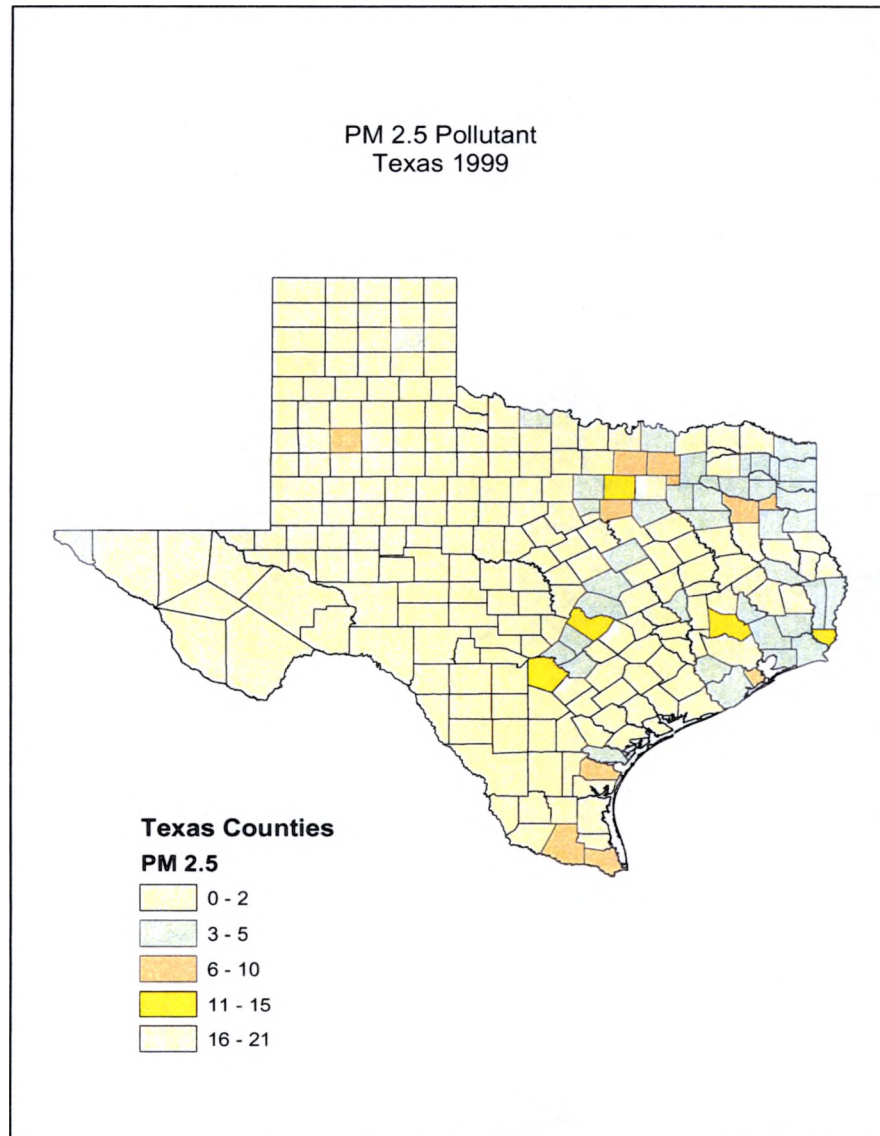 PM 2.5 Pollutant
Texas 1999
Texas Counties
PM 2.5
0 - 2
3 - 5
6 - 10
11 - 15
16 - 21